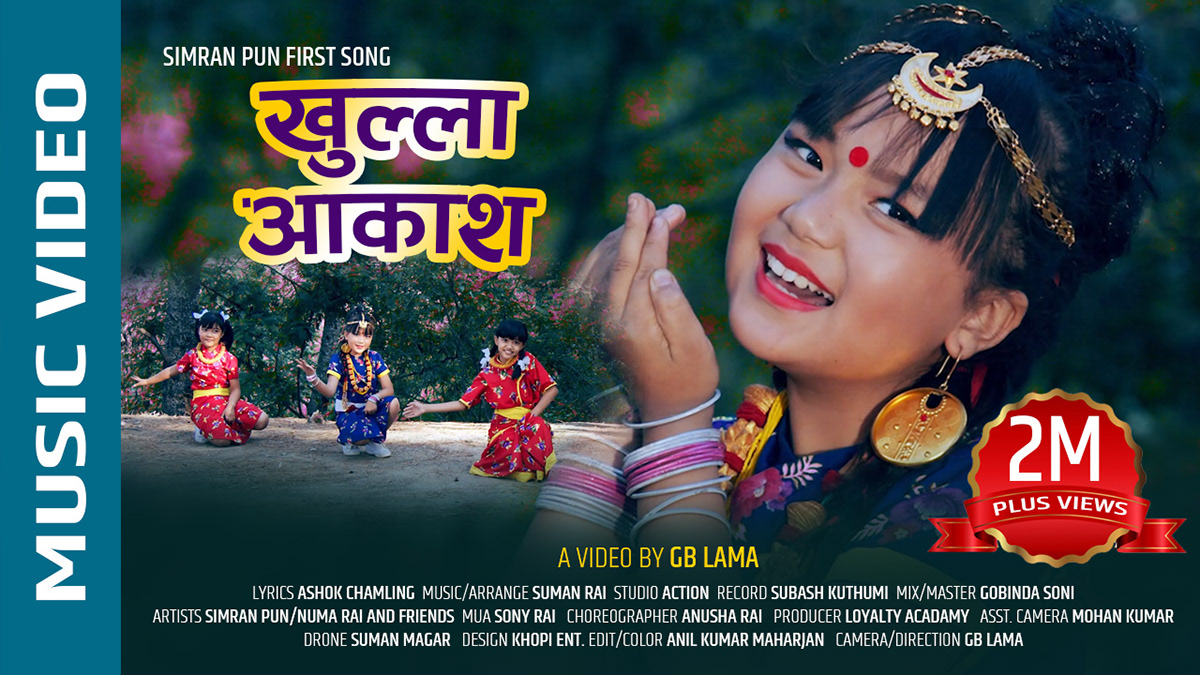 MUSIC VIDEO
SIMRAN PUN FIRST SONG
खुल्ला
आकाश
2M
PLUS VIEWS
A VIDEO BY GB LAMA
LYRICS ASHOK CHAMLING MUSIC/ARRANGE SUMAN RAI STUDIO ACTION RECORD SUBASH KUTHUMI MIX/MASTER GOBINDA SONI
ARTISTS SIMRAN PUN/NUMA RAI AND FRIENDS MUA SONY RAI CHOREOGRAPHER ANUSHA RAI PRODUCER LOYALTY ACADAMY ASST. CAMERA MOHAN KUMAR
DRONE SUMAN MAGAR DESIGN KHOPI ENT. EDIT/COLOR ANIL KUMAR MAHARJAN CAMERA/DIRECTION GB LAMA